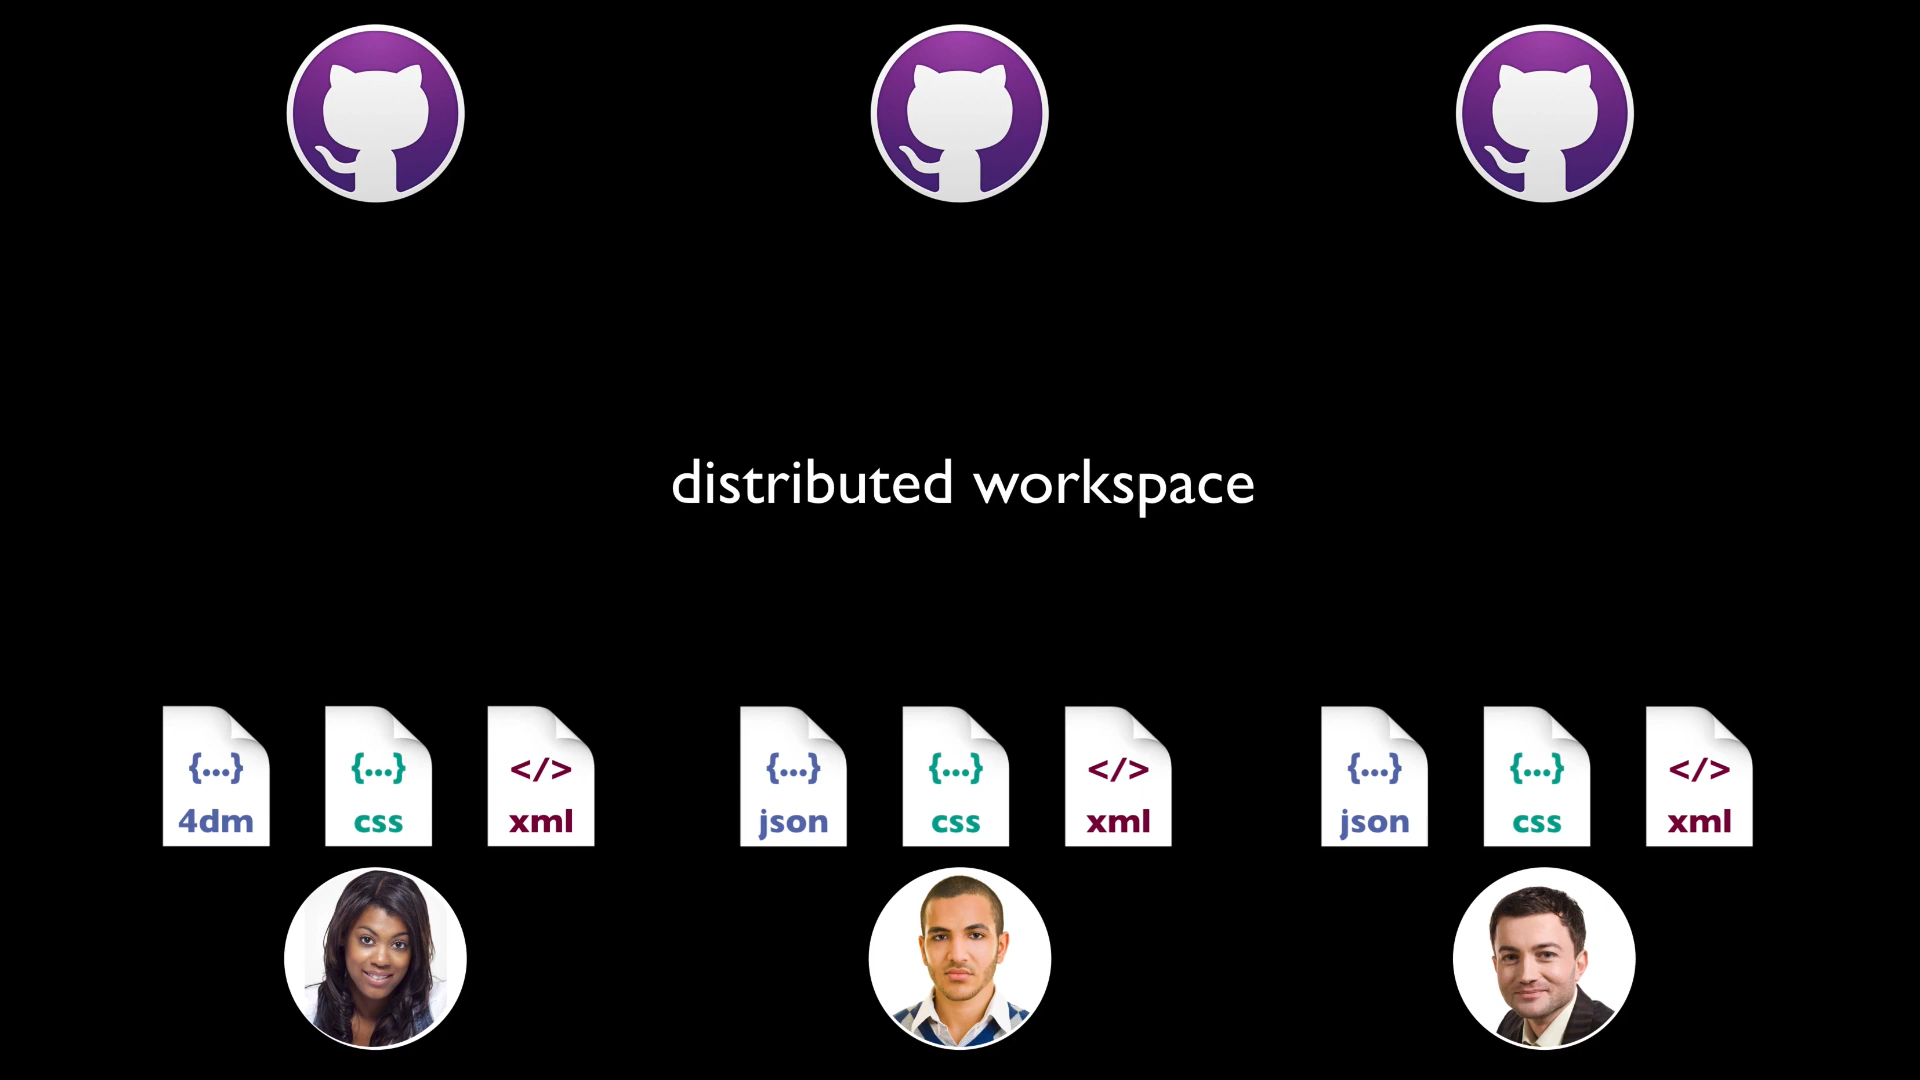 distributed workspace
{...} {...} </> {...} {...} </> {...} {...} </>
4dm css xml json css xml json css xml